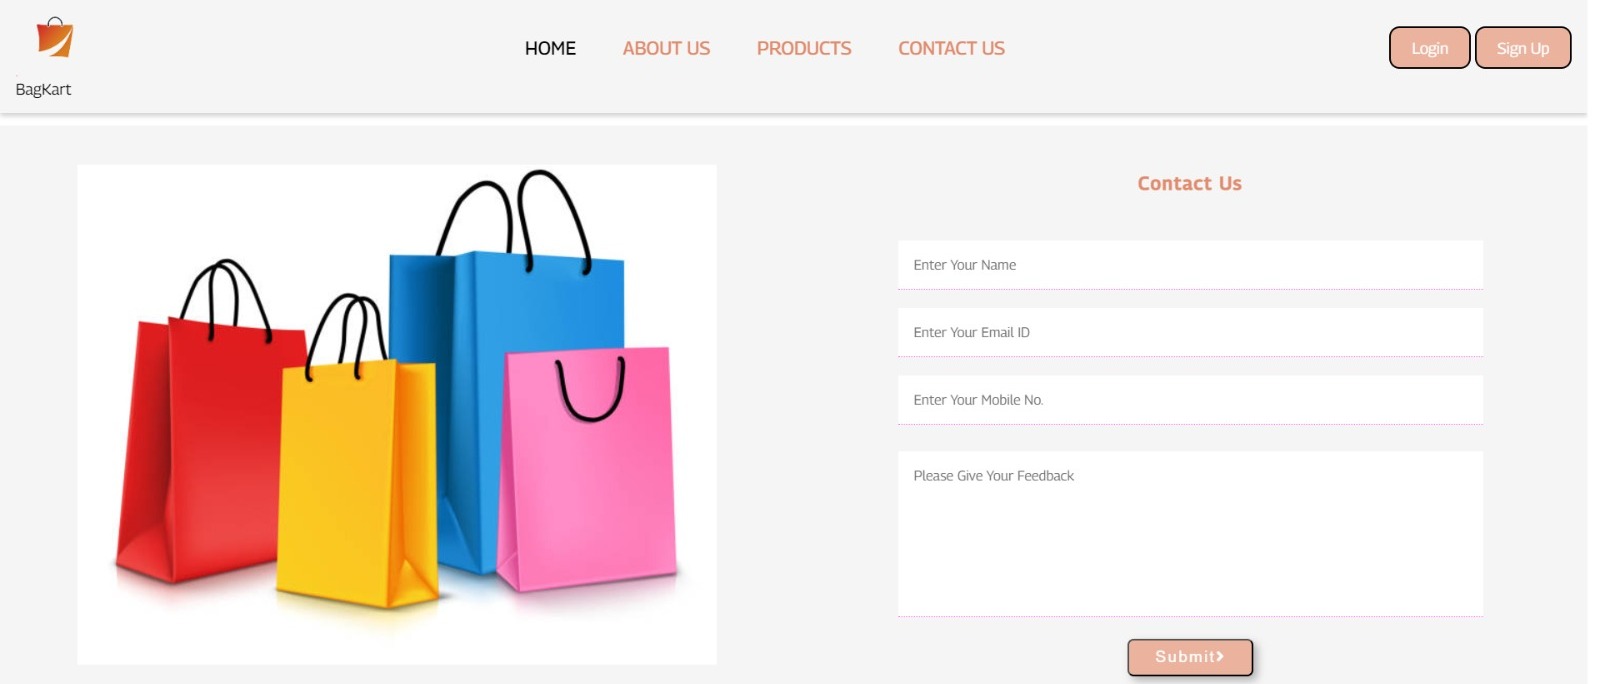 HOME ABOUT US PRODUCTS CONTACT US Login Sign Up
BagKart
Contact Us
Enter Your Name
Enter Your Email ID
Enter Your Mobile No.
Please Give Your Feedback
Submit